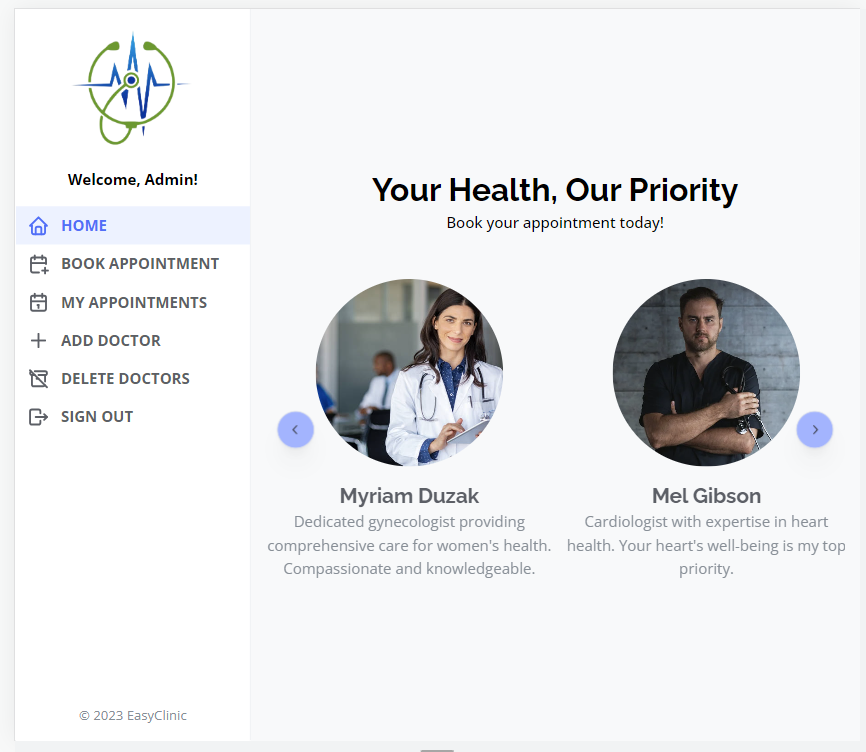 Welcome, Admin!
HOME
BOOK APPOINTMENT
MY APPOINTMENTS
ADD DOCTOR
DELETE DOCTORS
SIGN OUT
© 2023 EasyClinic
Your Health, Our Priority
Book your appointment today!
Myriam Duzak
Dedicated gynecologist providing
comprehensive care for women's health.
Compassionate and knowledgeable.
Mel Gibson
Cardiologist with expertise in heart
health. Your heart's well-being is my top
priority.